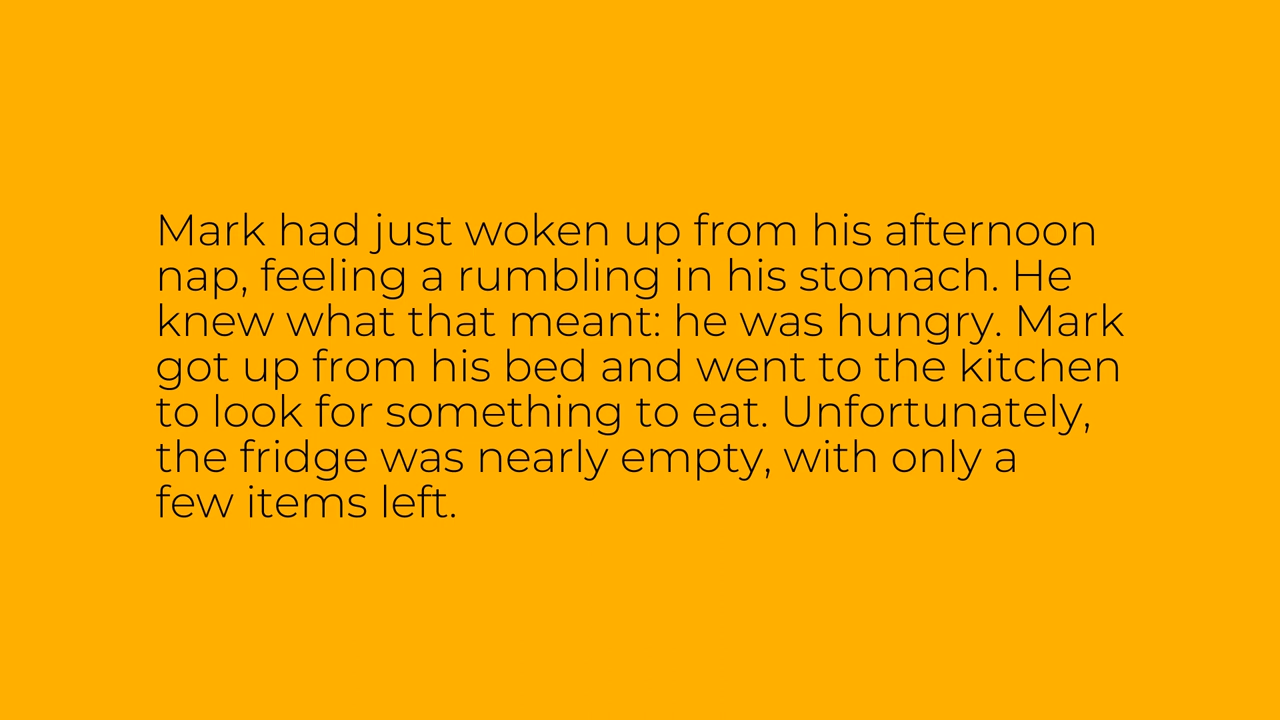 Mark had just woken up from his afternoon
nap, feeling a rumbling in his stomach. He
knew what that meant: he was hungry. Mark
got up from his bed and went to the kitchen
to look for something to eat. Unfortunately,
the fridge was nearly empty, with only a
few items left.